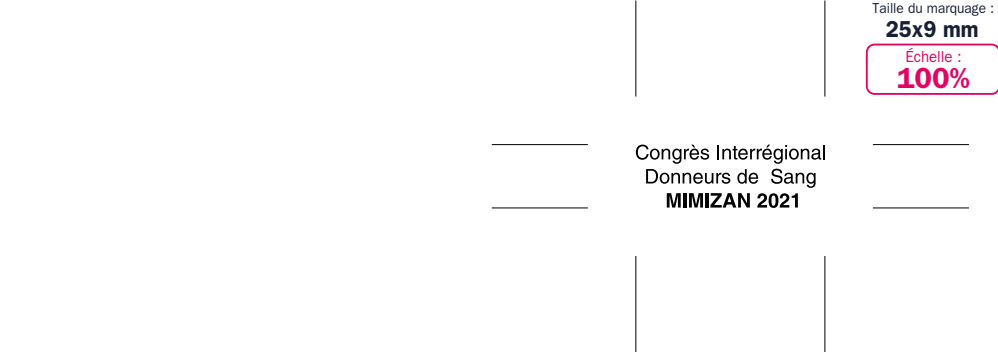 Taille du marquage :
25x9 mm
Échelle :
100%
Congrès Interrégional
Donneurs de  Sang
MIMIZAN 2021